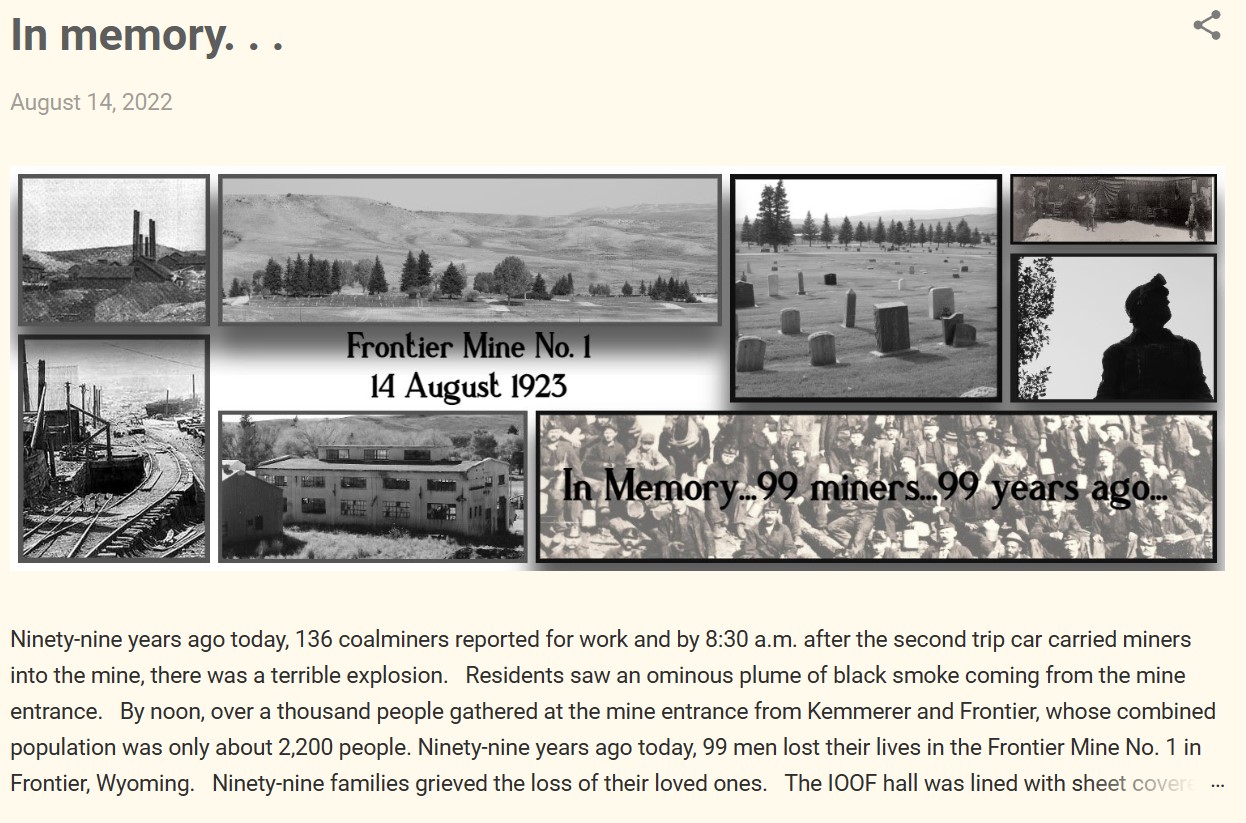 In memory. . .
August 14, 2022
Frontier Mine No. 1
14 August 1923
In Memory...99 miners...99 years ago...
Ninety-nine years ago today, 136 coalminers reported for work and by 8:30 a.m. after the second trip car carried miners
into the mine, there was a terrible explosion.   Residents saw an ominous plume of black smoke coming from the mine
entrance.   By noon, over a thousand people gathered at the mine entrance from Kemmerer and Frontier, whose combined
population was only about 2,200 people. Ninety-nine years ago today, 99 men lost their lives in the Frontier Mine No. 1 in
Frontier, Wyoming.   Ninety-nine families grieved the loss of their loved ones.   The IOOF hall was lined with sheet covere ...